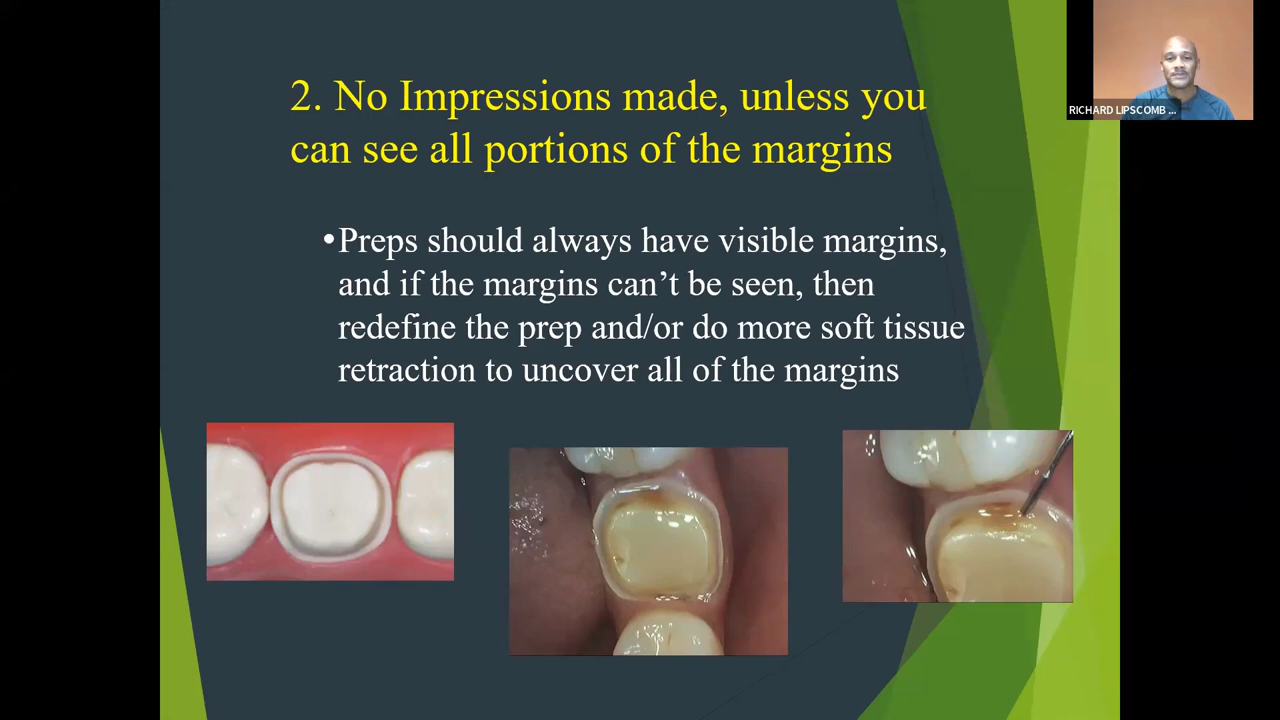 2. No Impressions made, unless you
can see all portions of the margins
•Preps should always have visible margins,
and if the margins can’t be seen, then
redefine the prep and/or do more soft tissue
retraction to uncover all of the margins
RICHARD LIPSCOMB ...